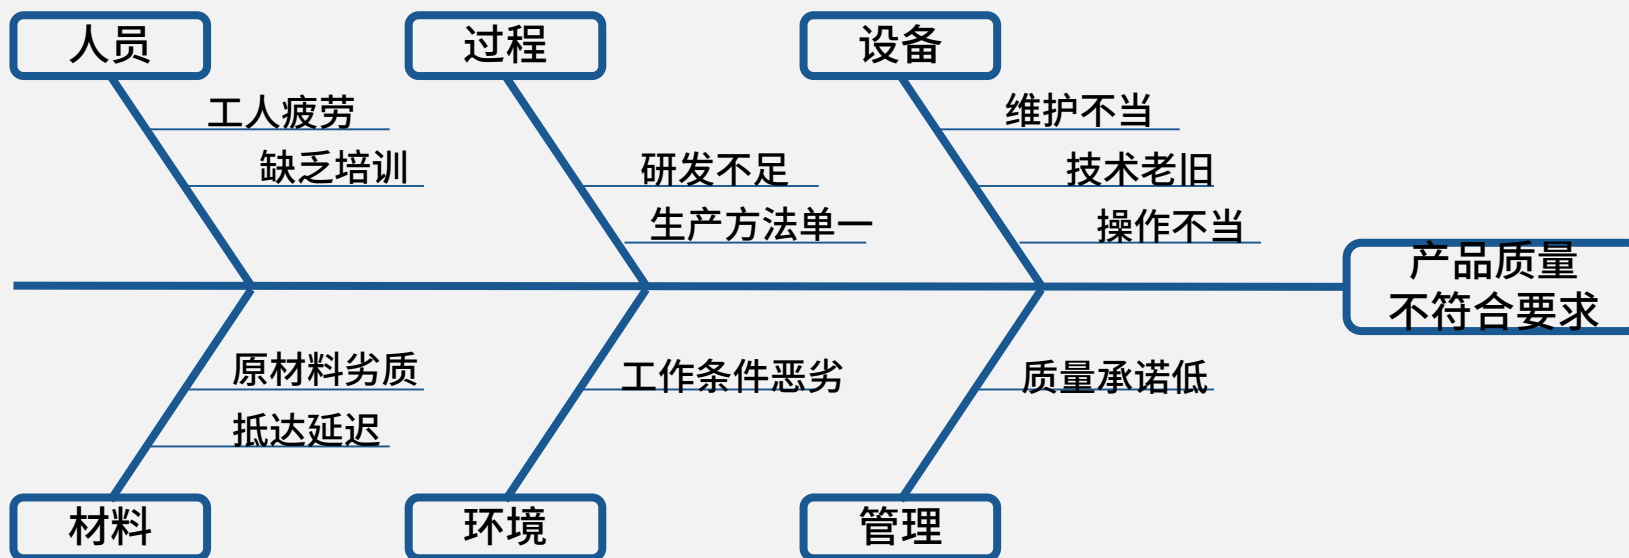 人员
过程
设备
工人疲劳
缺乏培训
研发不足
生产方法单一
维护不当
技术老旧
操作不当
产品质量
不符合要求
原材料劣质
抵达延迟
工作条件恶劣
质量承诺低
材料
环境
管理